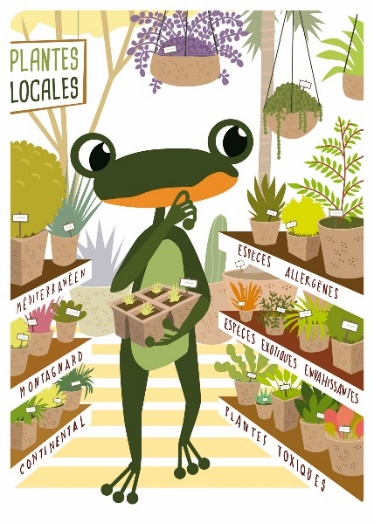 PLANTES
LOCALES
MÉDITERRANÉEN
MONTAGNARD
CONTINENTAL
ESPÈCES ALLERGÈNES
ESPÈCES EXOTIQUES ENVAHISSANTES
PLANTES TOXIQUES